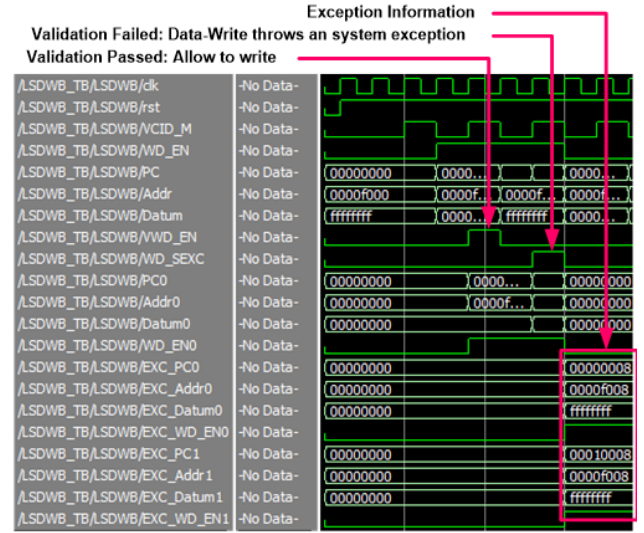 Exception Information
Validation Failed: Data-Write throws an system exception
Validation Passed: Allow to write
/LSDWB_TB/LSDWB/clk -No Data-
/LSDWB_TB/LSDWB/rst -No Data-
/LSDWB_TB/LSDWB/VCID_M -No Data-
/LSDWB_TB/LSDWB/WD_EN -No Data-
/LSDWB_TB/LSDWB/PC -No Data- 00000000 0000... 0000...
/LSDWB_TB/LSDWB/Addr -No Data- 0000f000 0000f... 0000f... 0000f...
/LSDWB_TB/LSDWB/Datum -No Data- ffffffff 0000... ffffffff 0000...
/LSDWB_TB/LSDWB/VWD_EN -No Data-
/LSDWB_TB/LSDWB/WD_SEXC -No Data-
/LSDWB_TB/LSDWB/PC0 -No Data- 00000000 0000... 00000000
/LSDWB_TB/LSDWB/Addr0 -No Data- 00000000 0000f... 00000000
/LSDWB_TB/LSDWB/Datum0 -No Data- 00000000 00000000
/LSDWB_TB/LSDWB/WD_EN0 -No Data-
/LSDWB_TB/LSDWB/EXC_PC0 -No Data- 00000000 00000008
/LSDWB_TB/LSDWB/EXC_Addr0 -No Data- 00000000 0000f008
/LSDWB_TB/LSDWB/EXC_Datum0 -No Data- 00000000 ffffffff
/LSDWB_TB/LSDWB/EXC_WD_EN0 -No Data-
/LSDWB_TB/LSDWB/EXC_PC1 -No Data- 00000000 00010008
/LSDWB_TB/LSDWB/EXC_Addr1 -No Data- 00000000 0000f008
/LSDWB_TB/LSDWB/EXC_Datum1 -No Data- 00000000 ffffffff
/LSDWB_TB/LSDWB/EXC_WD_EN1 -No Data-